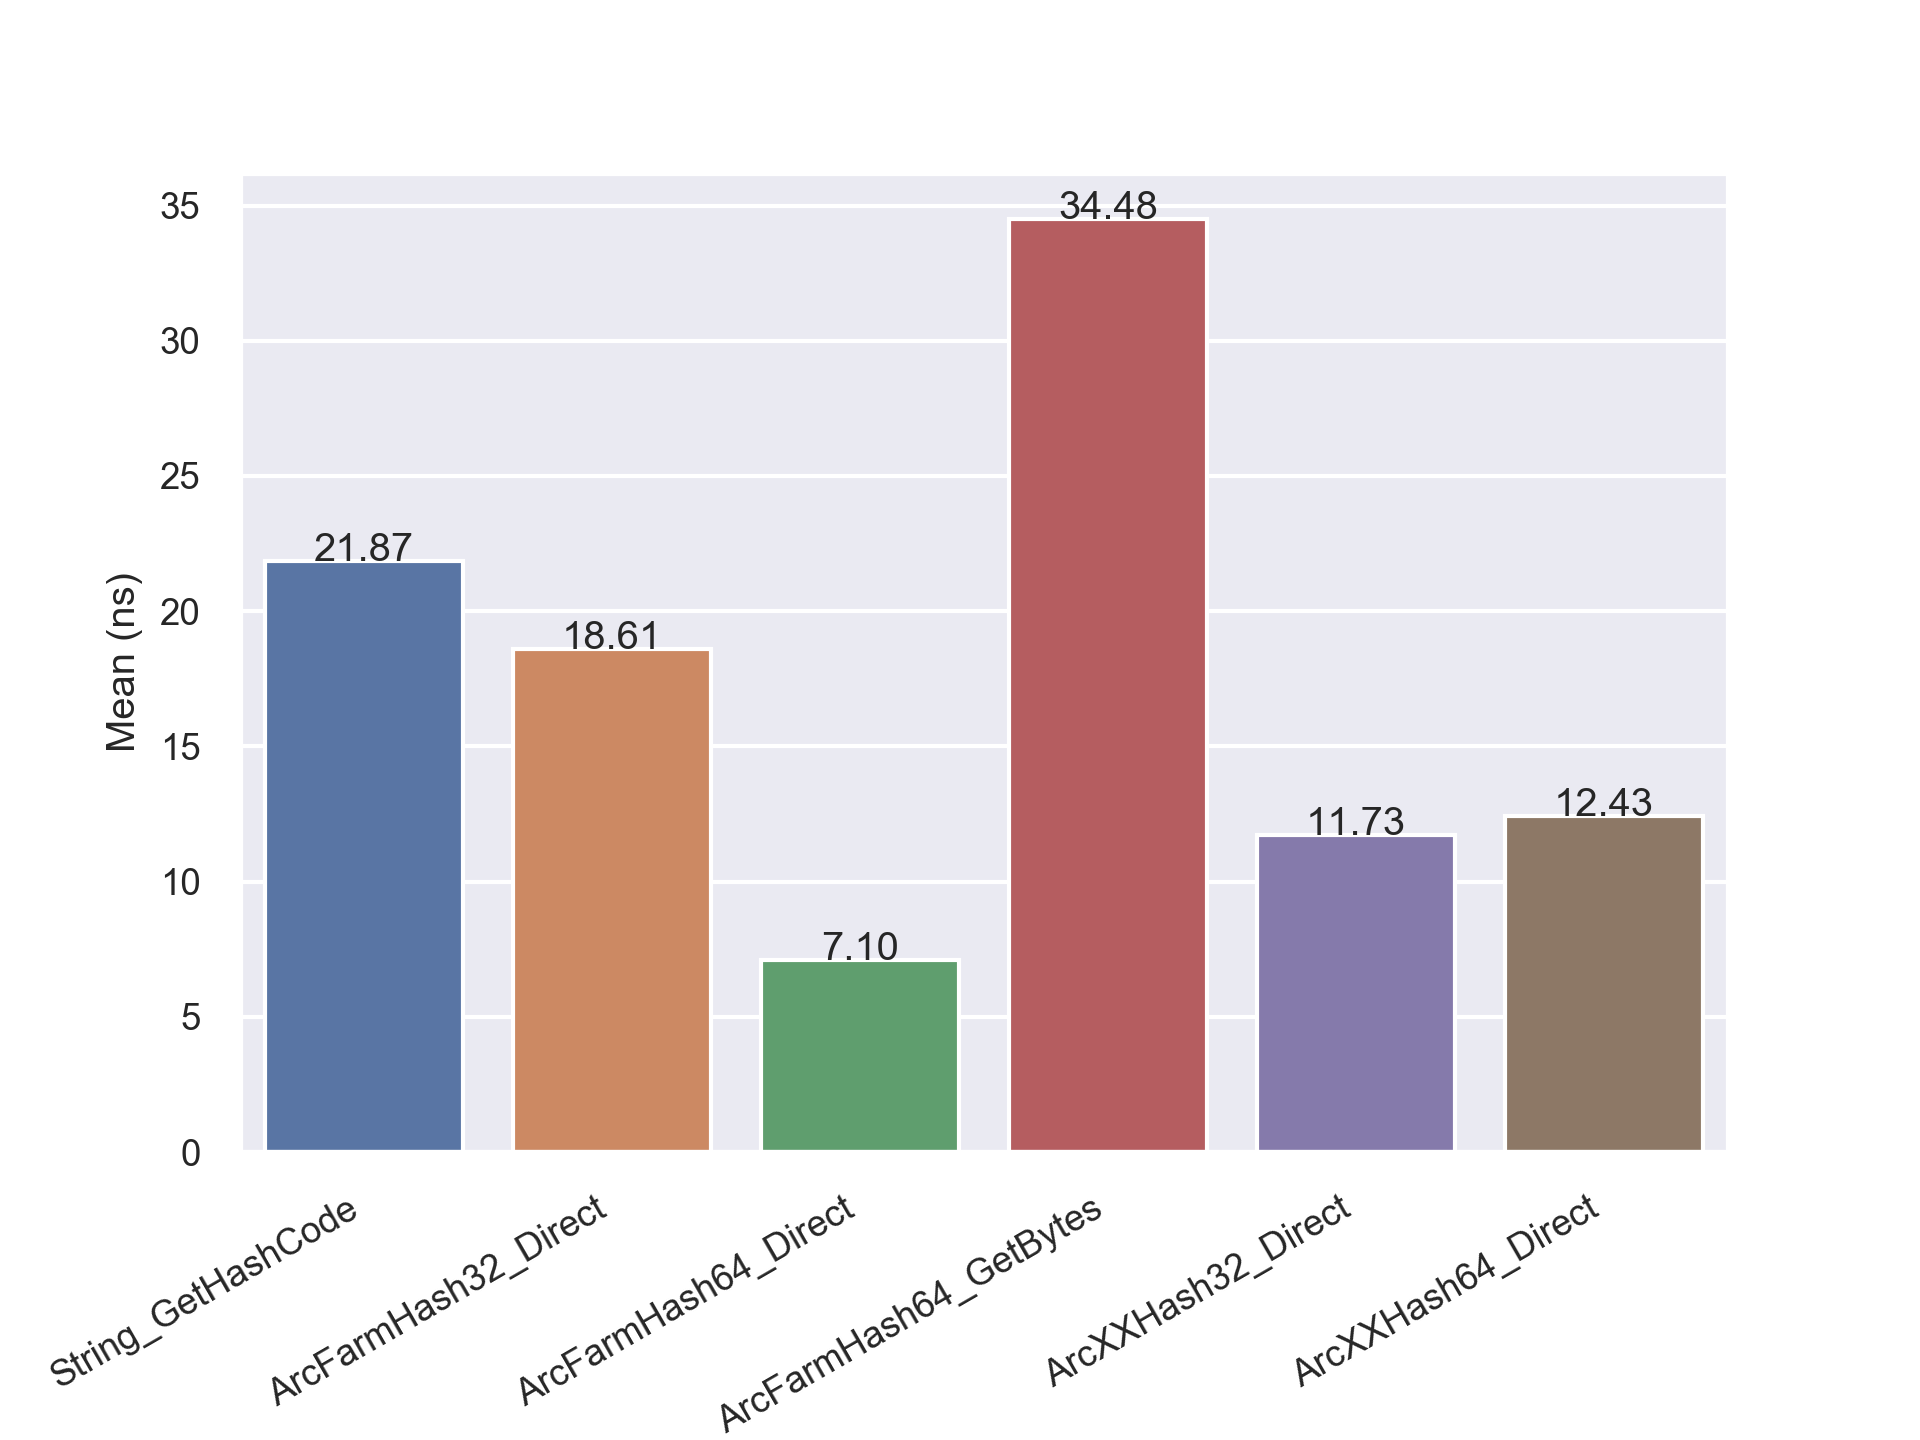 Mean (ns)
35
30
25
20
15
10
5
0
21.87
18.61
7.10
34.48
11.73
12.43
String_GetHashCode
ArcFarmHash32_Direct
ArcFarmHash64_Direct
ArcFarmHash64_GetBytes
ArcXXHash32_Direct
ArcXXHash64_Direct